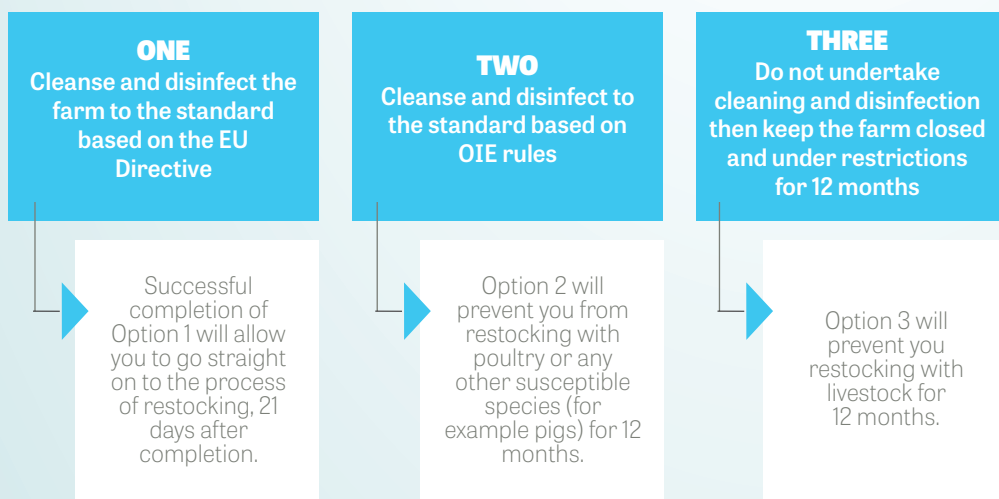 ONE
Cleanse and disinfect the
farm to the standard
based on the EU
Directive
Successful
completion of
Option 1 will allow
you to go straight
on to the process
of restocking, 21
days after
completion.
TWO
Cleanse and disinfect to
the standard based on
OIE rules
Option 2 will
prevent you from
restocking with
poultry or any
other susceptible
species (for
example pigs) for 12
months.
THREE
Do not undertake
cleaning and disinfection
then keep the farm closed
and under restrictions
for 12 months
Option 3 will
prevent you
restocking with
livestock for
12 months.